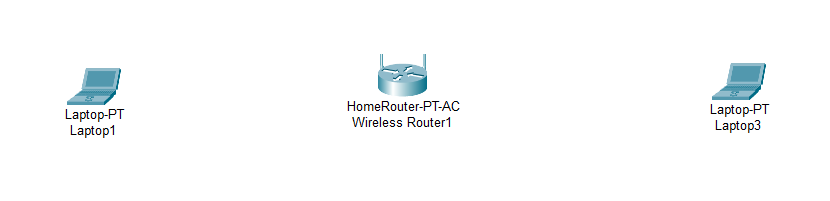 Laptop-PT
Laptop1
HomeRouter-PT-AC
Wireless Router1
Laptop-PT
Laptop3